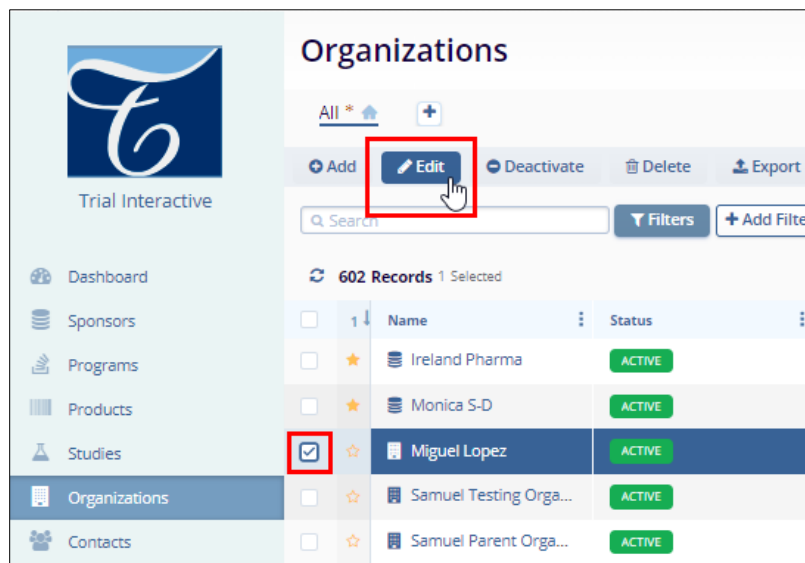 Organizations
All *
+
Add
Edit
Deactivate
Delete
Export
Trial Interactive
Search
Filters
+ Add Filte
602 Records 1 Selected
1 Name Status
Dashboard
Sponsors
Programs
Products
Studies
Organizations
Contacts
Ireland Pharma ACTIVE
Monica S-D ACTIVE
Miguel Lopez ACTIVE
Samuel Testing Orga... ACTIVE
Samuel Parent Orga... ACTIVE